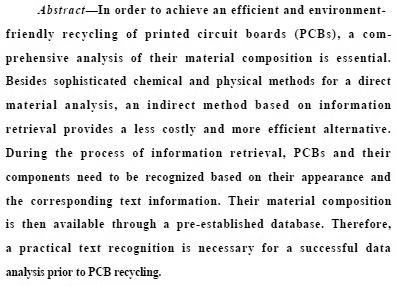 Abstract—In order to achieve an efficient and environment-
friendly recycling of printed circuit boards (PCBs), a com-
prehensive analysis of their material composition is essential.
Besides sophisticated chemical and physical methods for a direct
material analysis, an indirect method based on information
retrieval provides a less costly and more efficient alternative.
During the process of information retrieval, PCBs and their
components need to be recognized based on their appearance and
the corresponding text information. Their material composition
is then available through a pre-established database. Therefore,
a practical text recognition is necessary for a successful data
analysis prior to PCB recycling.